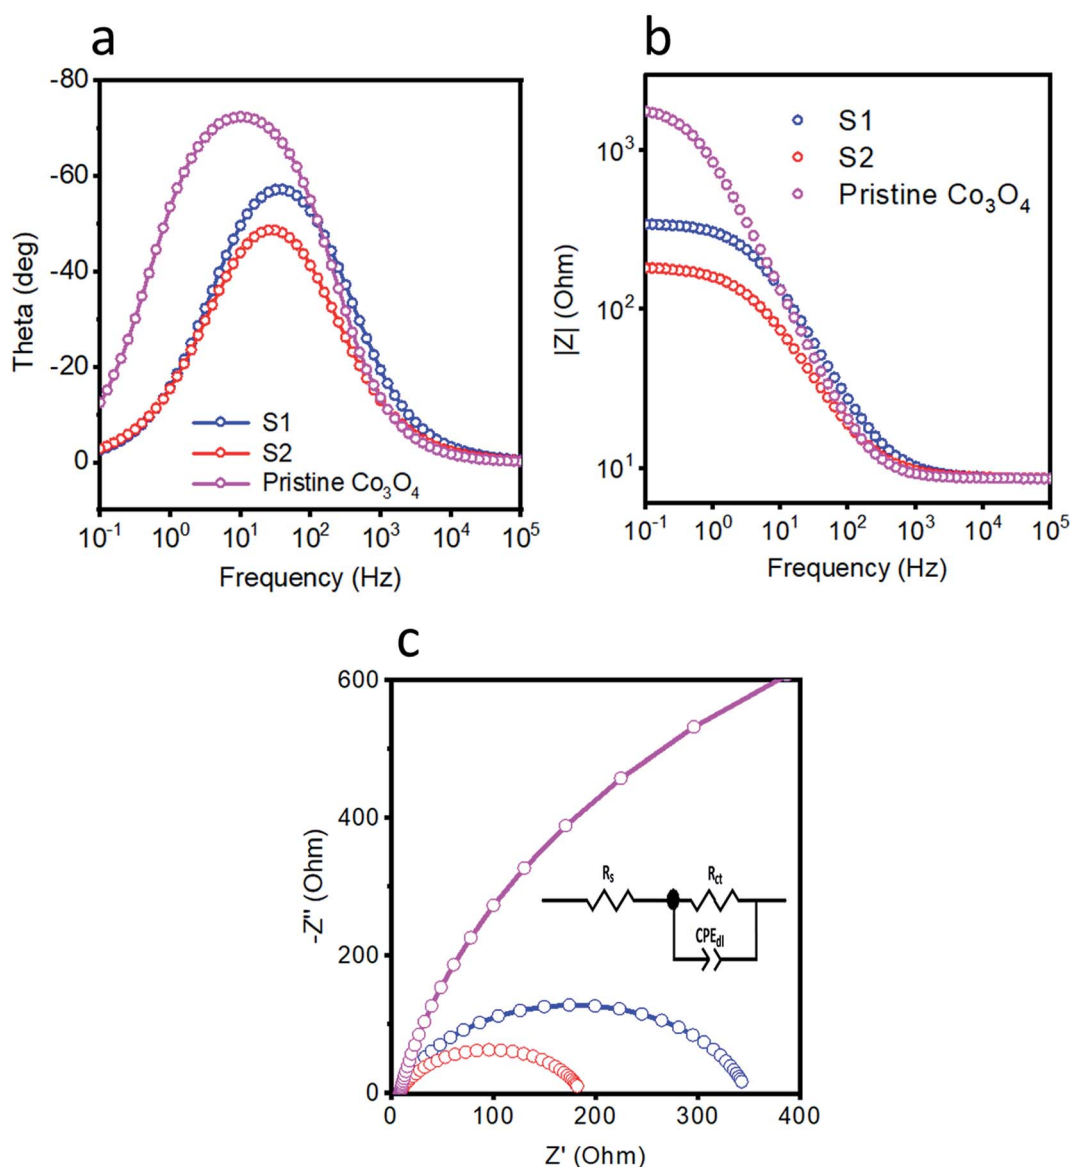 a
-80
-60
-40
-20
0
Theta (deg)
S1
S2
Pristine Co₃O₄
10⁻¹ 10⁰ 10¹ 10² 10³ 10⁴ 10⁵
Frequency (Hz)
b
10³
10²
10¹
|Z| (Ohm)
S1
S2
Pristine Co₃O₄
10⁻¹ 10⁰ 10¹ 10² 10³ 10⁴ 10⁵
Frequency (Hz)
c
600
400
200
0
-Z" (Ohm)
Rs
Rct
CPEdl
0 100 200 300 400
Z' (Ohm)